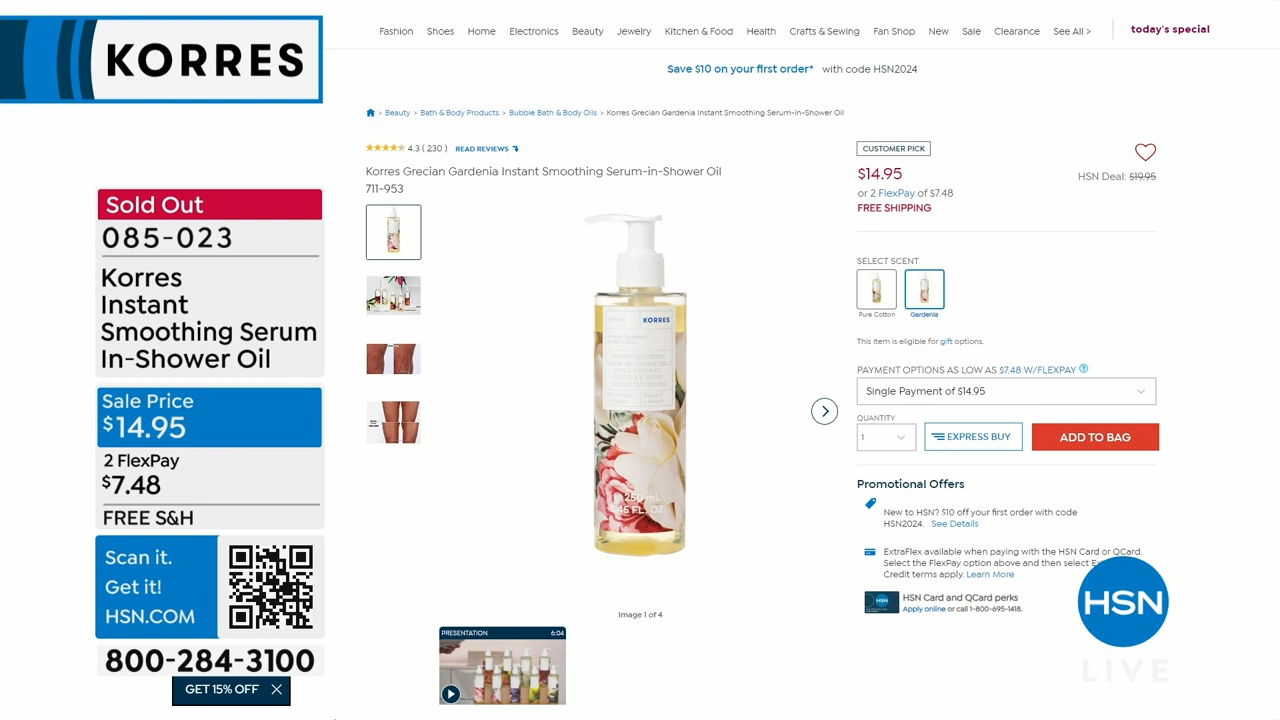 KORRES
Fashion Shoes Home Electronics Beauty Jewelry Kitchen & Food Health Crafts & Sewing Fan Shop New Sale Clearance See All > today's special
Save $10 on your first order* with code HSN2024
> Beauty > Bath & Body Products > Bubble Bath & Body Oils > Korres Grecian Gardenia Instant Smoothing Serum-in-Shower Oil
4.3 ( 230 ) READ REVIEWS
Korres Grecian Gardenia Instant Smoothing Serum-in-Shower Oil
711-953
CUSTOMER PICK
$14.95
HSN Deal: $19.95
or 2 FlexPay of $7.48
FREE SHIPPING
SELECT SCENT
Pure Cotton Gardenia
This item is eligible for gift options.
PAYMENT OPTIONS AS LOW AS $7.48 W/FLEXPAY ?
Single Payment of $14.95
QUANTITY
1
EXPRESS BUY
ADD TO BAG
Promotional Offers
New to HSN? $10 off your first order with code
HSN2024. See Details
ExtraFlex available when paying with the HSN Card or QCard.
Select the FlexPay option above and then select
Credit terms apply. Learn More
HSN Card and QCard perks
Apply online or call 1-800-695-1418.
HSN
LIVE
Sold Out
085-023
Korres
Instant
Smoothing Serum
In-Shower Oil
Sale Price
$14.95
2 FlexPay
$7.48
FREE S&H
Scan it.
Get it!
HSN.COM
800-284-3100
GET 15% OFF
KORRES
250 mL
8.45 FL. OZ.
Image 1 of 4
PRESENTATION 6:04